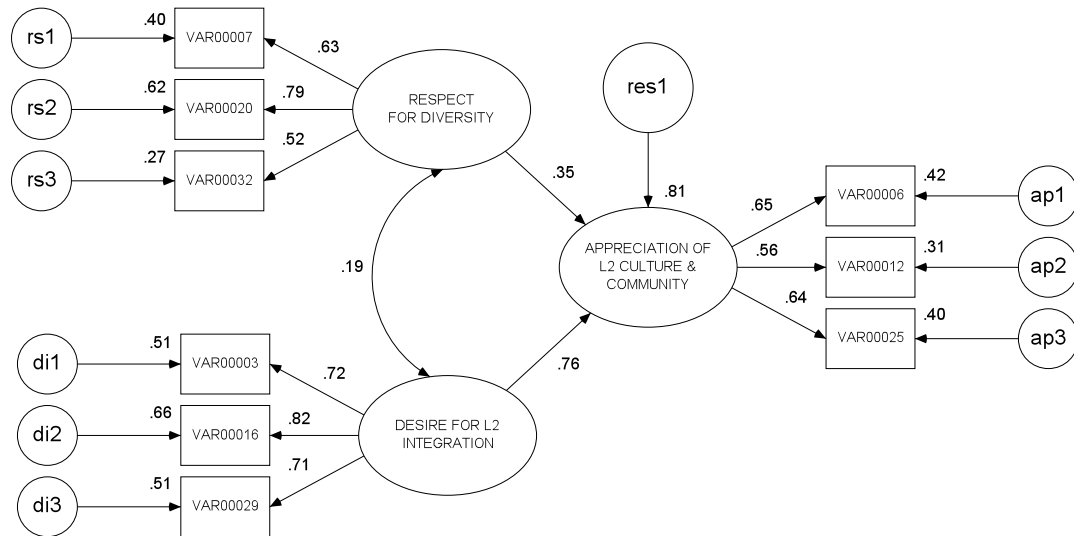 rs1
.40
VAR00007
.63
rs2
.62
VAR00020
.79
rs3
.27
VAR00032
.52
RESPECT
FOR DIVERSITY
res1
.35
.81
.19
APPRECIATION OF
L2 CULTURE &
COMMUNITY
.65
VAR00006
.42
ap1
.56
VAR00012
.31
ap2
.64
VAR00025
.40
ap3
di1
.51
VAR00003
.72
di2
.66
VAR00016
.82
di3
.51
VAR00029
.71
DESIRE FOR L2
INTEGRATION
.76